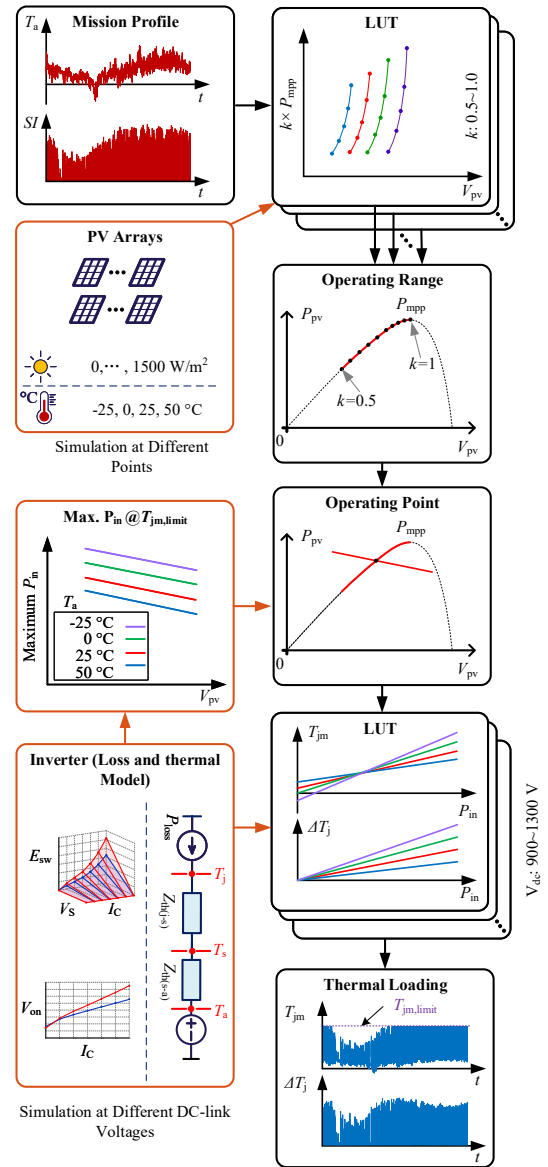 Mission Profile
Ta
t
SI
t
LUT
k× Pmpp
k: 0.5~1.0
Vpv
PV Arrays
0,⋯ , 1500 W/m²
°C
-25, 0, 25, 50 °C
Simulation at Different
Points
Operating Range
Ppv
Pmpp
k=1
k=0.5
0
Vpv
Max. Pin @Tjm,limit
Maximum Pin
Ta
-25 °C
0 °C
25 °C
50 °C
Vpv
Operating Point
Ppv
Pmpp
0
Vpv
Inverter (Loss and thermal
Model)
Esw
VS
IC
Von
IC
Ploss
Tj
Zth(j-s)
Ts
Zth(s-a)
Ta
Simulation at Different DC-link
Voltages
LUT
Tjm
Pin
ΔTj
Pin
Vdc: 900~1300 V
Thermal Loading
Tjm
Tjm,limit
t
ΔTj
t